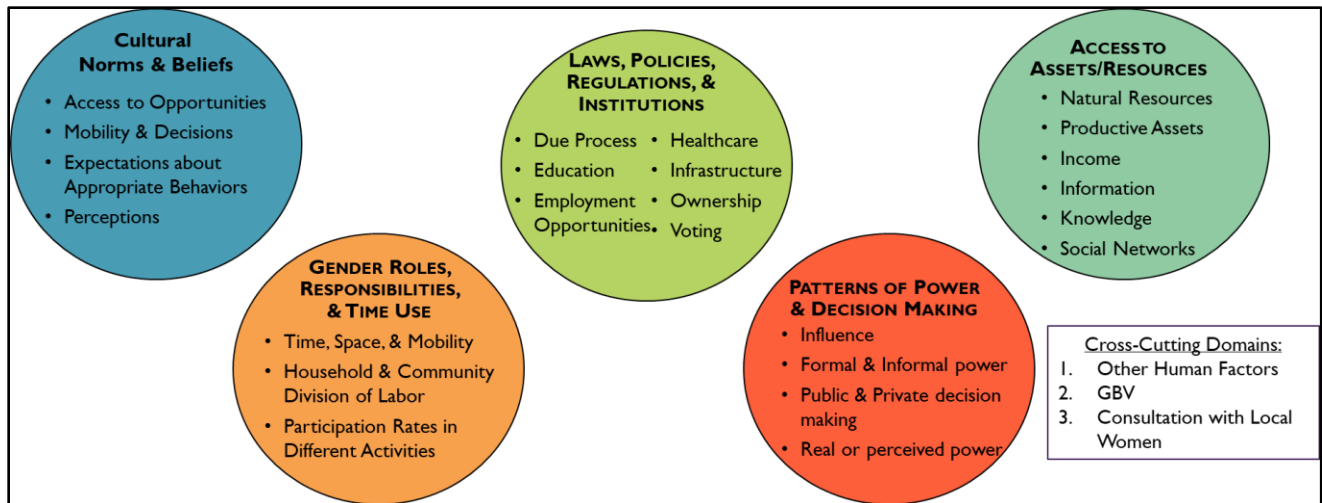 Cultural
Norms & Beliefs
• Access to Opportunities
• Mobility & Decisions
• Expectations about
Appropriate Behaviors
• Perceptions
GENDER ROLES,
RESPONSIBILITIES,
& TIME USE
• Time, Space, & Mobility
• Household & Community
Division of Labor
• Participation Rates in
Different Activities
LAWS, POLICIES,
REGULATIONS, &
INSTITUTIONS
• Due Process
• Education
• Employment
Opportunities
• Healthcare
• Infrastructure
• Ownership
• Voting
PATTERNS OF POWER
& DECISION MAKING
• Influence
• Formal & Informal power
• Public & Private decision
making
• Real or perceived power
ACCESS TO
ASSETS/RESOURCES
• Natural Resources
• Productive Assets
• Income
• Information
• Knowledge
• Social Networks
Cross-Cutting Domains:
1. Other Human Factors
2. GBV
3. Consultation with Local
Women